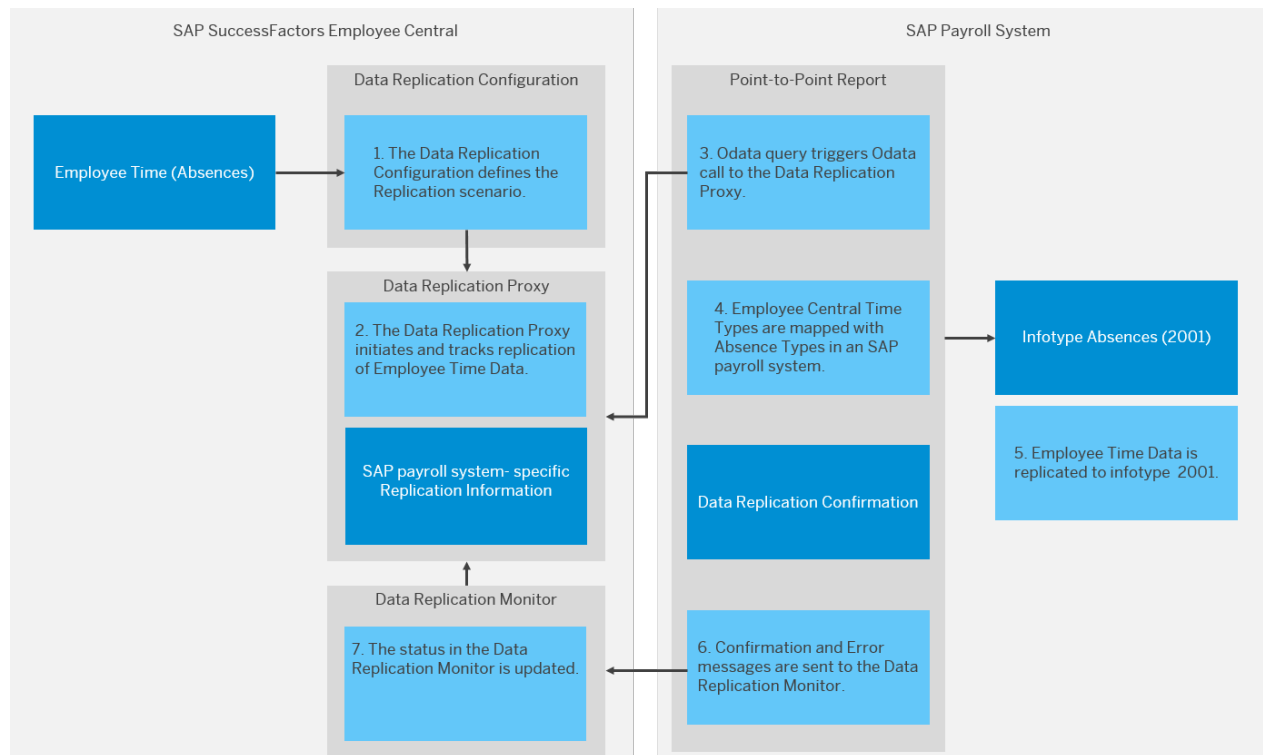 SAP SuccessFactors Employee Central
Data Replication Configuration
Employee Time (Absences)
1. The Data Replication
Configuration defines the
Replication scenario.
Data Replication Proxy
2. The Data Replication Proxy
initiates and tracks replication
of Employee Time Data.
SAP payroll system- specific
Replication Information
Data Replication Monitor
7. The status in the Data
Replication Monitor is updated.
SAP Payroll System
Point-to-Point Report
3. Odata query triggers Odata
call to the Data Replication
Proxy.
4. Employee Central Time
Types are mapped with
Absence Types in an SAP
payroll system.
Infotype Absences (2001)
5. Employee Time Data is
replicated to infotype 2001.
Data Replication Confirmation
6. Confirmation and Error
messages are sent to the Data
Replication Monitor.